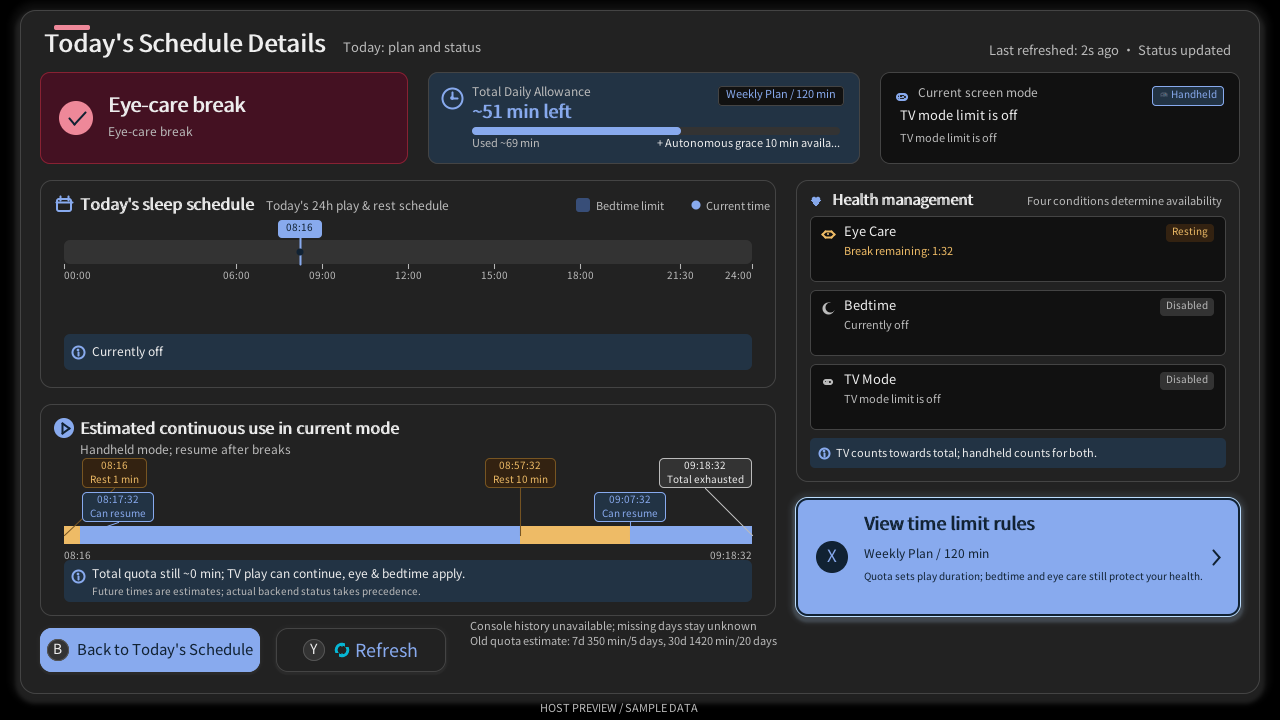 Today's Schedule Details
Today: plan and status
Last refreshed: 2s ago • Status updated
Eye-care break
Eye-care break
Total Daily Allowance
Weekly Plan / 120 min
~51 min left
Used ~69 min
+ Autonomous grace 10 min availa...
Current screen mode
Handheld
TV mode limit is off
TV mode limit is off
Today's sleep schedule
Today's 24h play & rest schedule
Bedtime limit
Current time
08:16
00:00
06:00
09:00
12:00
15:00
18:00
21:30
24:00
Currently off
Health management
Four conditions determine availability
Eye Care
Resting
Break remaining: 1:32
Bedtime
Disabled
Currently off
TV Mode
Disabled
TV mode limit is off
TV counts towards total; handheld counts for both.
Estimated continuous use in current mode
Handheld mode; resume after breaks
08:16
Rest 1 min
08:57:32
Rest 10 min
09:18:32
Total exhausted
08:17:32
Can resume
09:07:32
Can resume
08:16
09:18:32
Total quota still ~0 min; TV play can continue, eye & bedtime apply.
Future times are estimates; actual backend status takes precedence.
View time limit rules
X
Weekly Plan / 120 min
Quota sets play duration; bedtime and eye care still protect your health.
B Back to Today's Schedule
Y Refresh
Console history unavailable; missing days stay unknown
Old quota estimate: 7d 350 min/5 days, 30d 1420 min/20 days
HOST PREVIEW / SAMPLE DATA